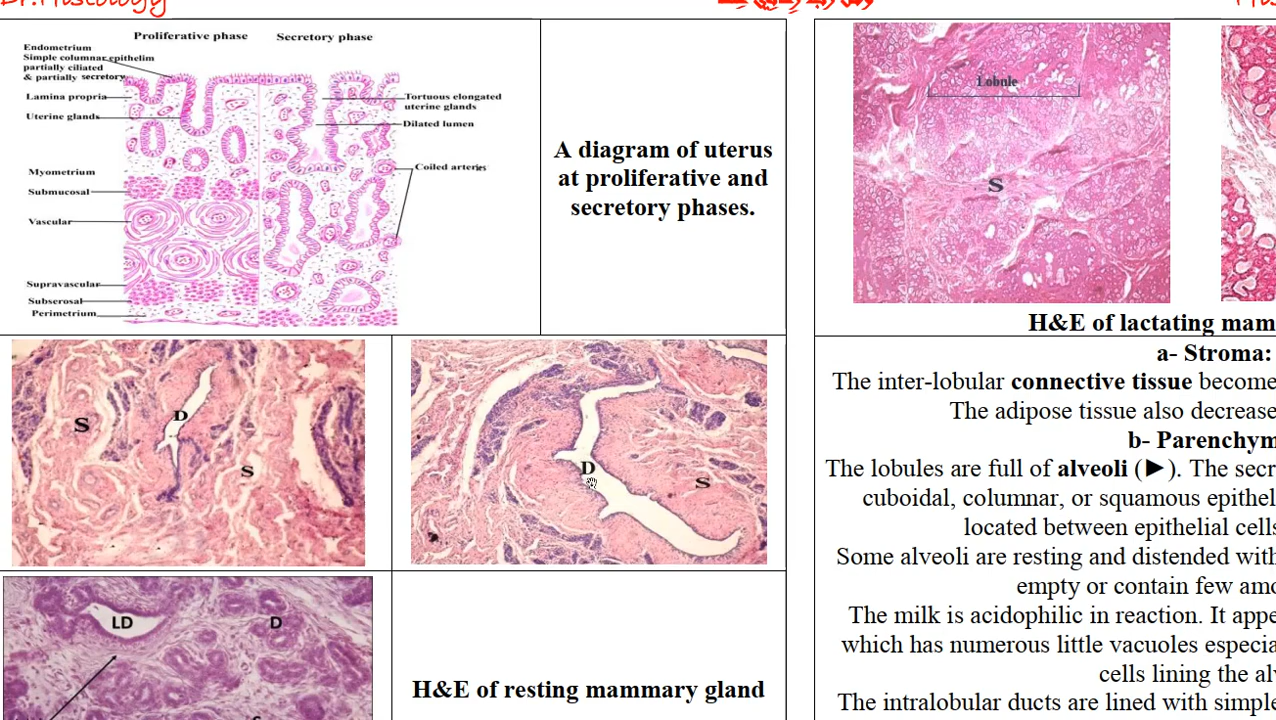 Dr.Histology
Proliferative phase
Secretory phase
Endometrium
Simple columnar epithelim
partially ciliated
& partially secretory
Lamina propria
Uterine glands
Myometrium
Submucosal
Vascular
Supravascular
Subserosal
Perimetrium
Tortuous elongated
uterine glands
Dilated lumen
Coiled arteries
A diagram of uterus
at proliferative and
secretory phases.
S
D
S
D
S
LD
D
H&E of resting mammary gland
Lobule
S
H&E of lactating mam
a- Stroma:
The inter-lobular connective tissue become
The adipose tissue also decrease
b- Parenchym
The lobules are full of alveoli (►). The secr
cuboidal, columnar, or squamous epithel
located between epithelial cells
Some alveoli are resting and distended with
empty or contain few amo
The milk is acidophilic in reaction. It appe
which has numerous little vacuoles especia
cells lining the al
The intralobular ducts are lined with simple